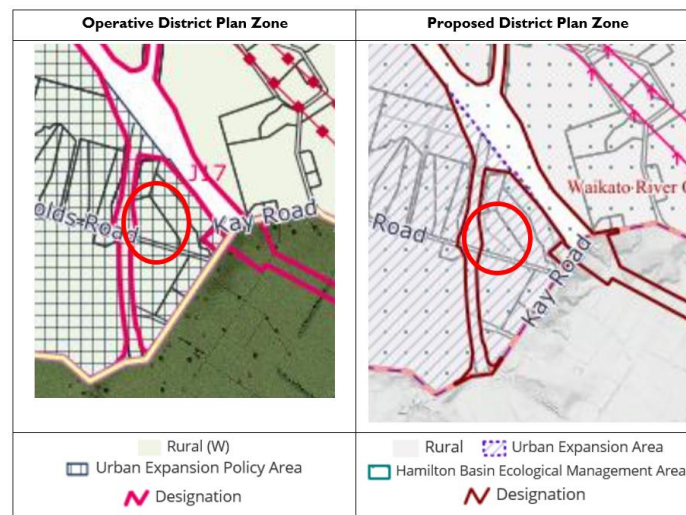 Operative District Plan Zone
Proposed District Plan Zone
J17
olds Road
Kay Road
Waikato River
Road
Kay Road
Rural (W)
Urban Expansion Policy Area
Designation
Rural
Urban Expansion Area
Hamilton Basin Ecological Management Area
Designation